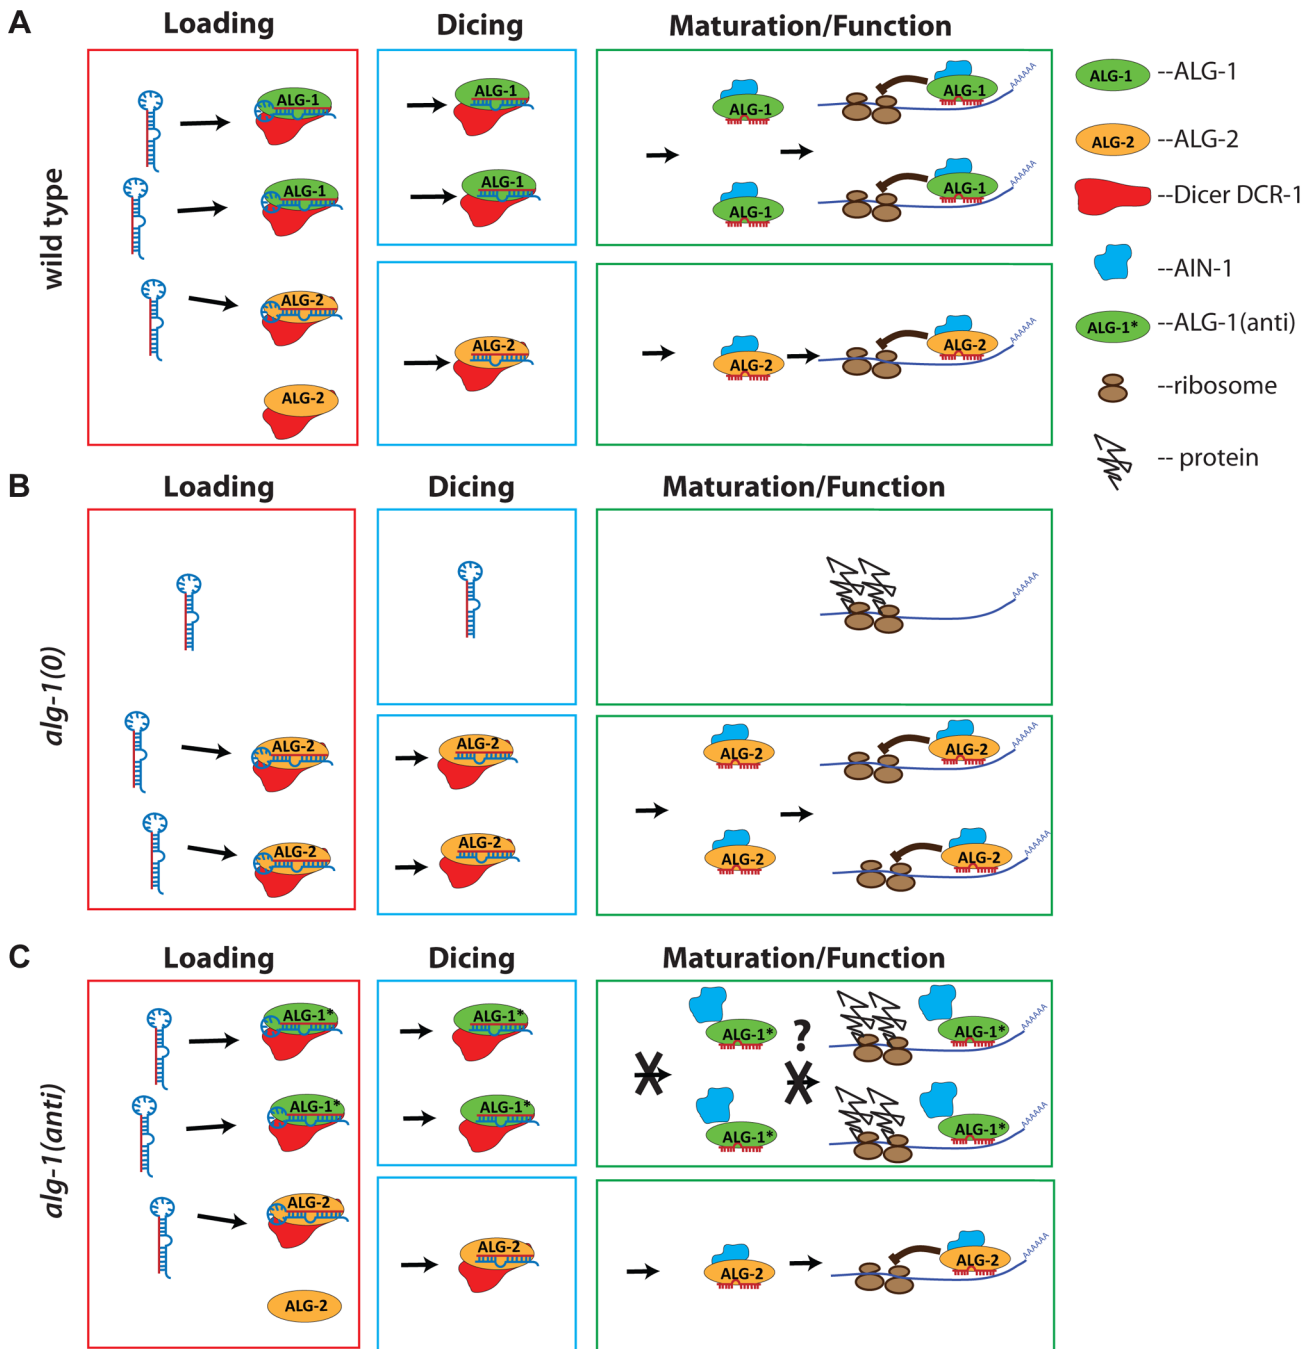 A
Loading Dicing Maturation/Function
wild type
ALG-1 ALG-1 ALG-1 ALG-1 AAAAAA
ALG-1 ALG-1 ALG-1 ALG-1 AAAAAA
ALG-2 ALG-2 ALG-2 ALG-2 AAAAAA
ALG-2
ALG-1 --ALG-1
ALG-2 --ALG-2
--Dicer DCR-1
--AIN-1
ALG-1* --ALG-1(anti)
--ribosome
-- protein
B
Loading Dicing Maturation/Function
alg-1(0)
AAAAAA
ALG-2 ALG-2 ALG-2 ALG-2 AAAAAA
ALG-2 ALG-2 ALG-2 ALG-2 AAAAAA
C
Loading Dicing Maturation/Function
alg-1(anti)
ALG-1* ALG-1* ALG-1* ? ALG-1* AAAAAA
ALG-1* ALG-1* ALG-1* ALG-1* AAAAAA
ALG-2 ALG-2 ALG-2 ALG-2 AAAAAA
ALG-2